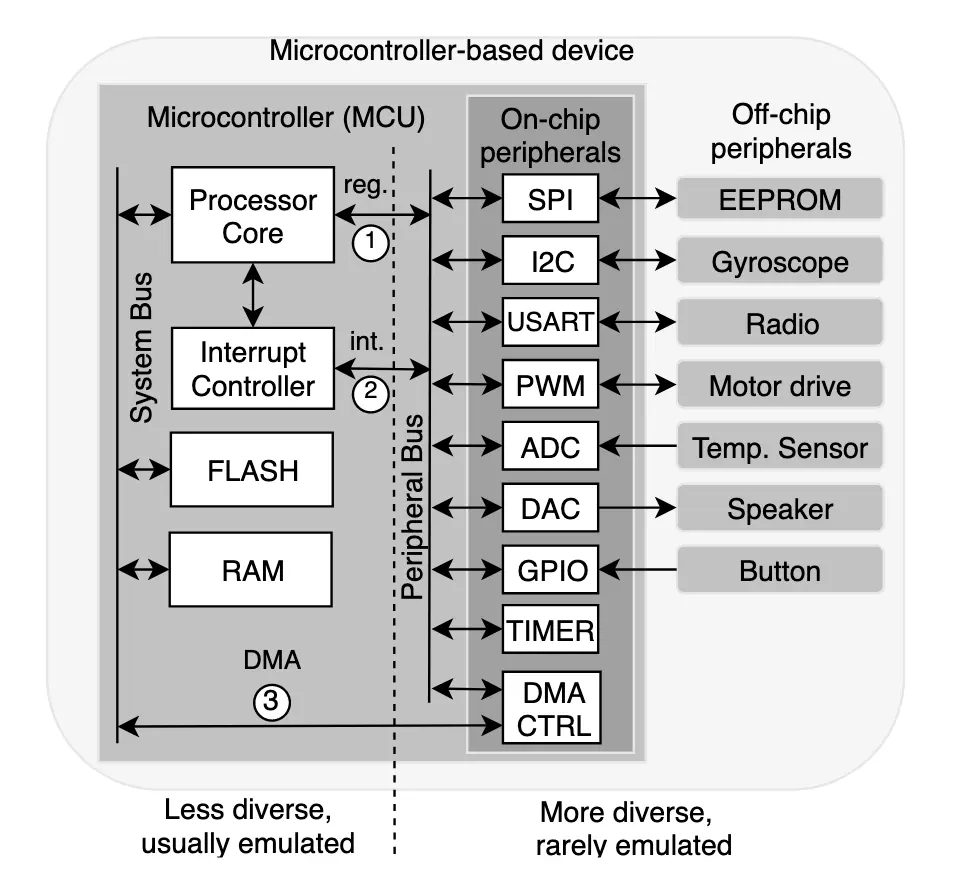 Microcontroller-based device
Microcontroller (MCU)
On-chip
peripherals
Off-chip
peripherals
Processor
Core
reg.
1
System Bus
Interrupt
Controller
int.
2
FLASH
RAM
DMA
3
Peripheral Bus
SPI
EEPROM
I2C
Gyroscope
USART
Radio
PWM
Motor drive
ADC
Temp. Sensor
DAC
Speaker
GPIO
Button
TIMER
DMA
CTRL
Less diverse,
usually emulated
More diverse,
rarely emulated